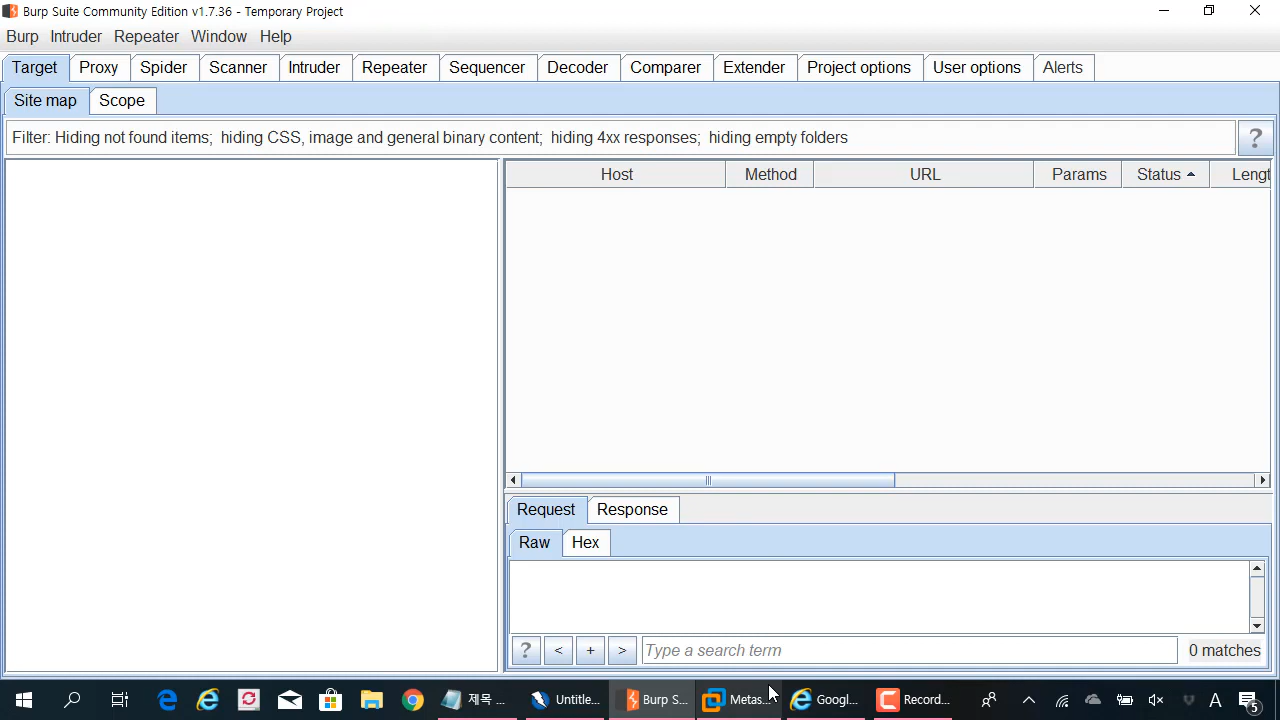 Burp Suite Community Edition v1.7.36 - Temporary Project
Burp Intruder Repeater Window Help
Target Proxy Spider Scanner Intruder Repeater Sequencer Decoder Comparer Extender Project options User options Alerts
Site map Scope
Filter: Hiding not found items; hiding CSS, image and general binary content; hiding 4xx responses; hiding empty folders
?
Host Method URL Params Status Lengt
Request Response
Raw Hex
? < + > Type a search term 0 matches
제목 ... Untitle... Burp S... Metas... Googl... Record... A 5